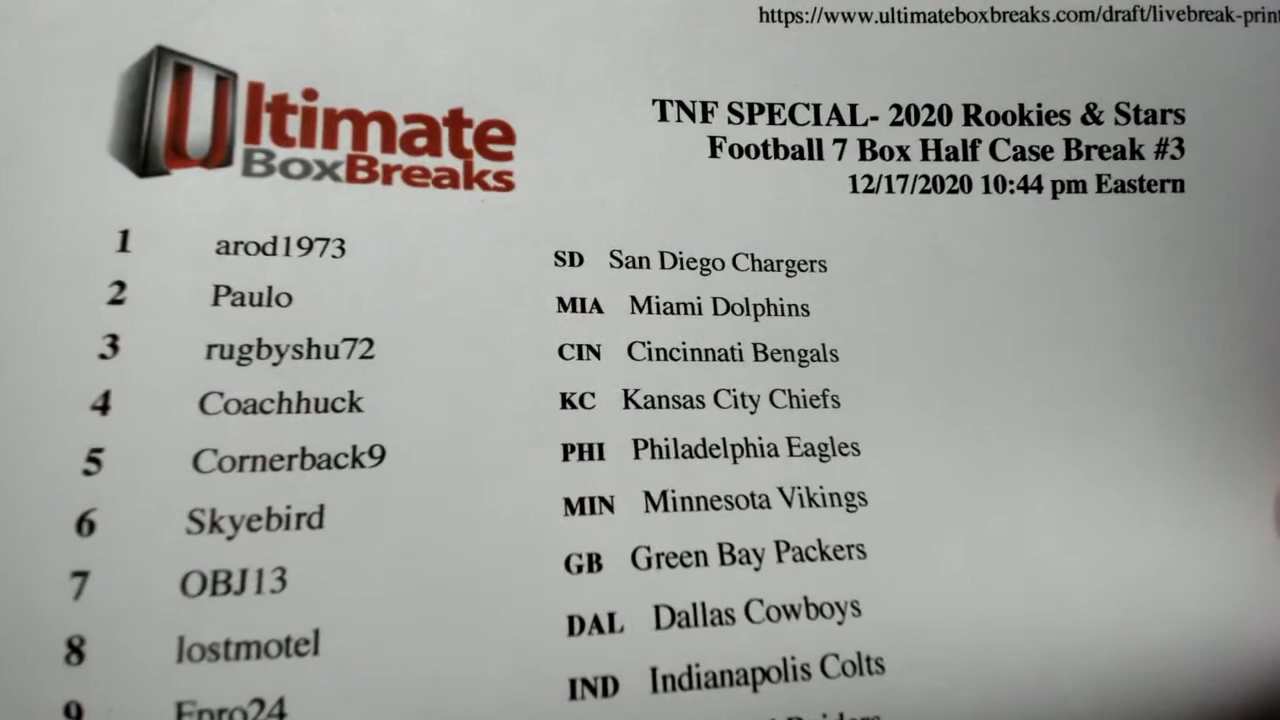 https://www.ultimateboxbreaks.com/draft/livebreak-print
Ultimate
BoxBreaks
TNF SPECIAL- 2020 Rookies & Stars
Football 7 Box Half Case Break #3
12/17/2020 10:44 pm Eastern
1 arod1973 SD San Diego Chargers
2 Paulo MIA Miami Dolphins
3 rugbyshu72 CIN Cincinnati Bengals
4 Coachhuck KC Kansas City Chiefs
5 Cornerback9 PHI Philadelphia Eagles
6 Skyebird MIN Minnesota Vikings
7 OBJ13 GB Green Bay Packers
8 lostmotel DAL Dallas Cowboys
9 Epro24 IND Indianapolis Colts